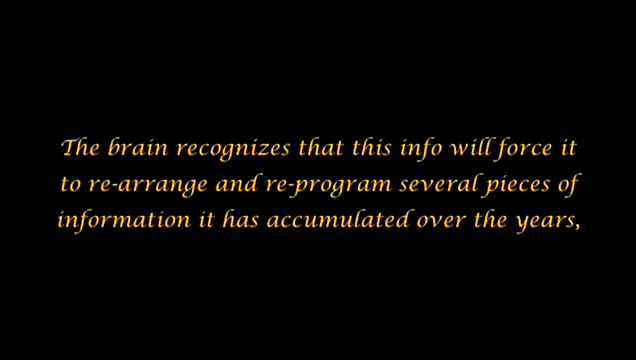 The brain recognizes that this info will force it
to re-arrange and re-program several pieces of
information it has accumulated over the years,